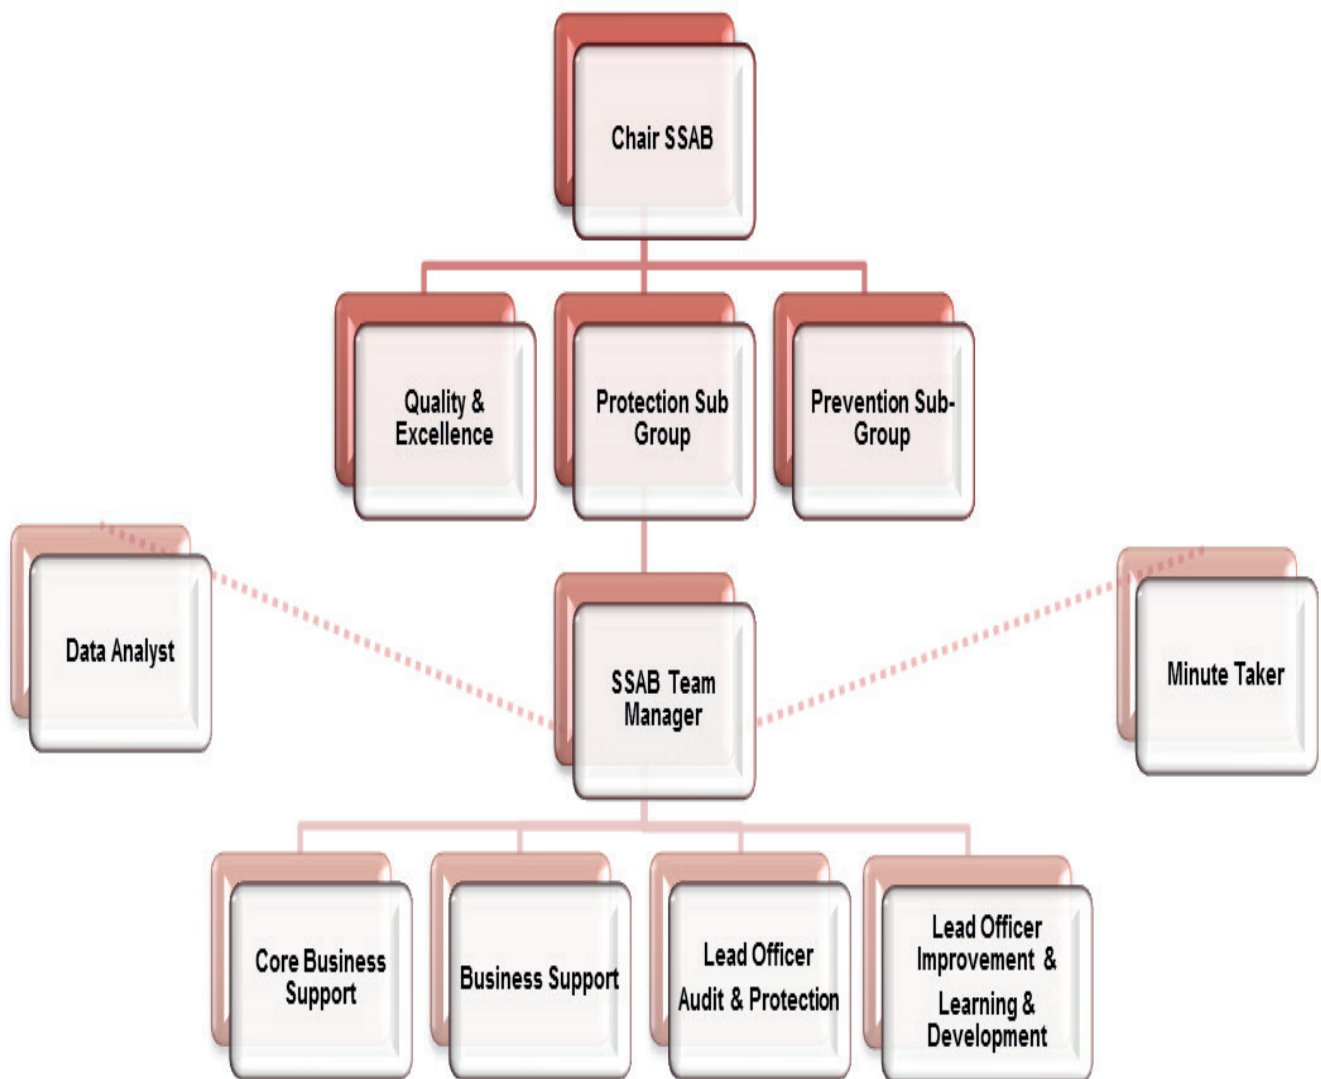 Chair SSAB
Quality &
Excellence
Protection Sub
Group
Prevention Sub-
Group
Data Analyst
SSAB Team
Manager
Minute Taker
Core Business
Support
Business Support
Lead Officer
Audit & Protection
Lead Officer
Improvement &
Learning &
Development